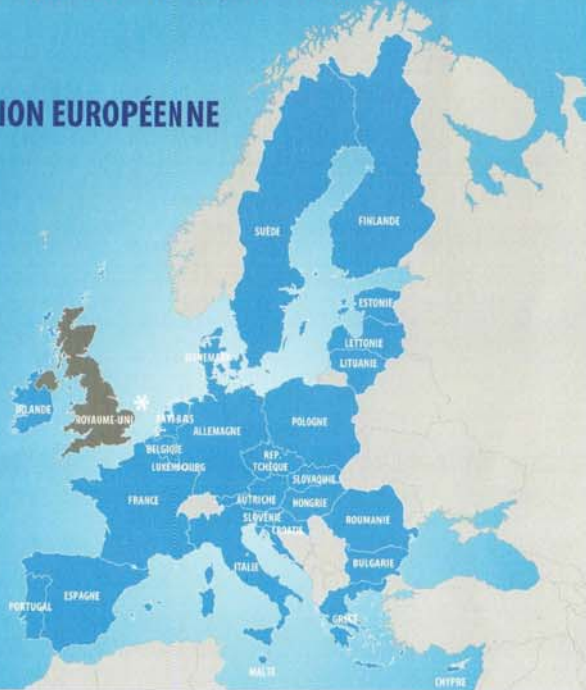 ION EUROPÉENNE
SUÈDE
FINLANDE
ESTONIE
LETTONIE
LITUANIE
DANEMARK
IRLANDE
ROYAUME-UNI
*
PAYS-BAS
ALLEMAGNE
POLOGNE
BELGIQUE
LUXEMBOURG
REP.
TCHÈQUE
SLOVAQUIE
FRANCE
AUTRICHE
HONGRIE
SLOVÉNIE
CROATIE
ROUMANIE
ITALIE
BULGARIE
PORTUGAL
ESPAGNE
GRÈCE
MALTE
CHYPRE